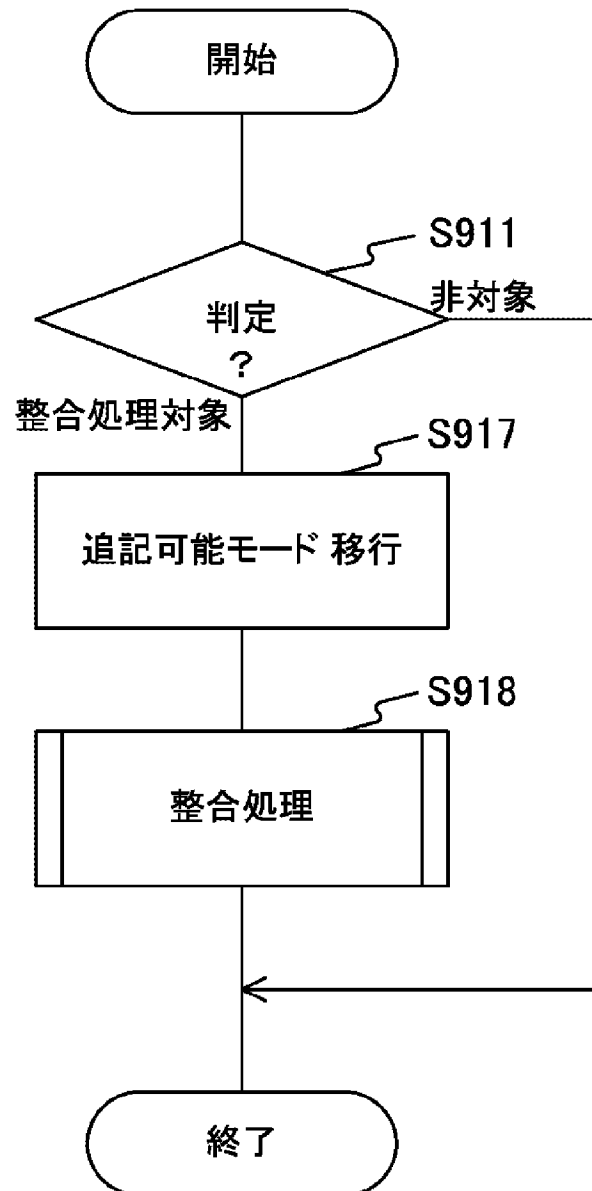 開始
S911
判定
?
非対象
整合処理対象
S917
追記可能モード 移行
S918
整合処理
終了